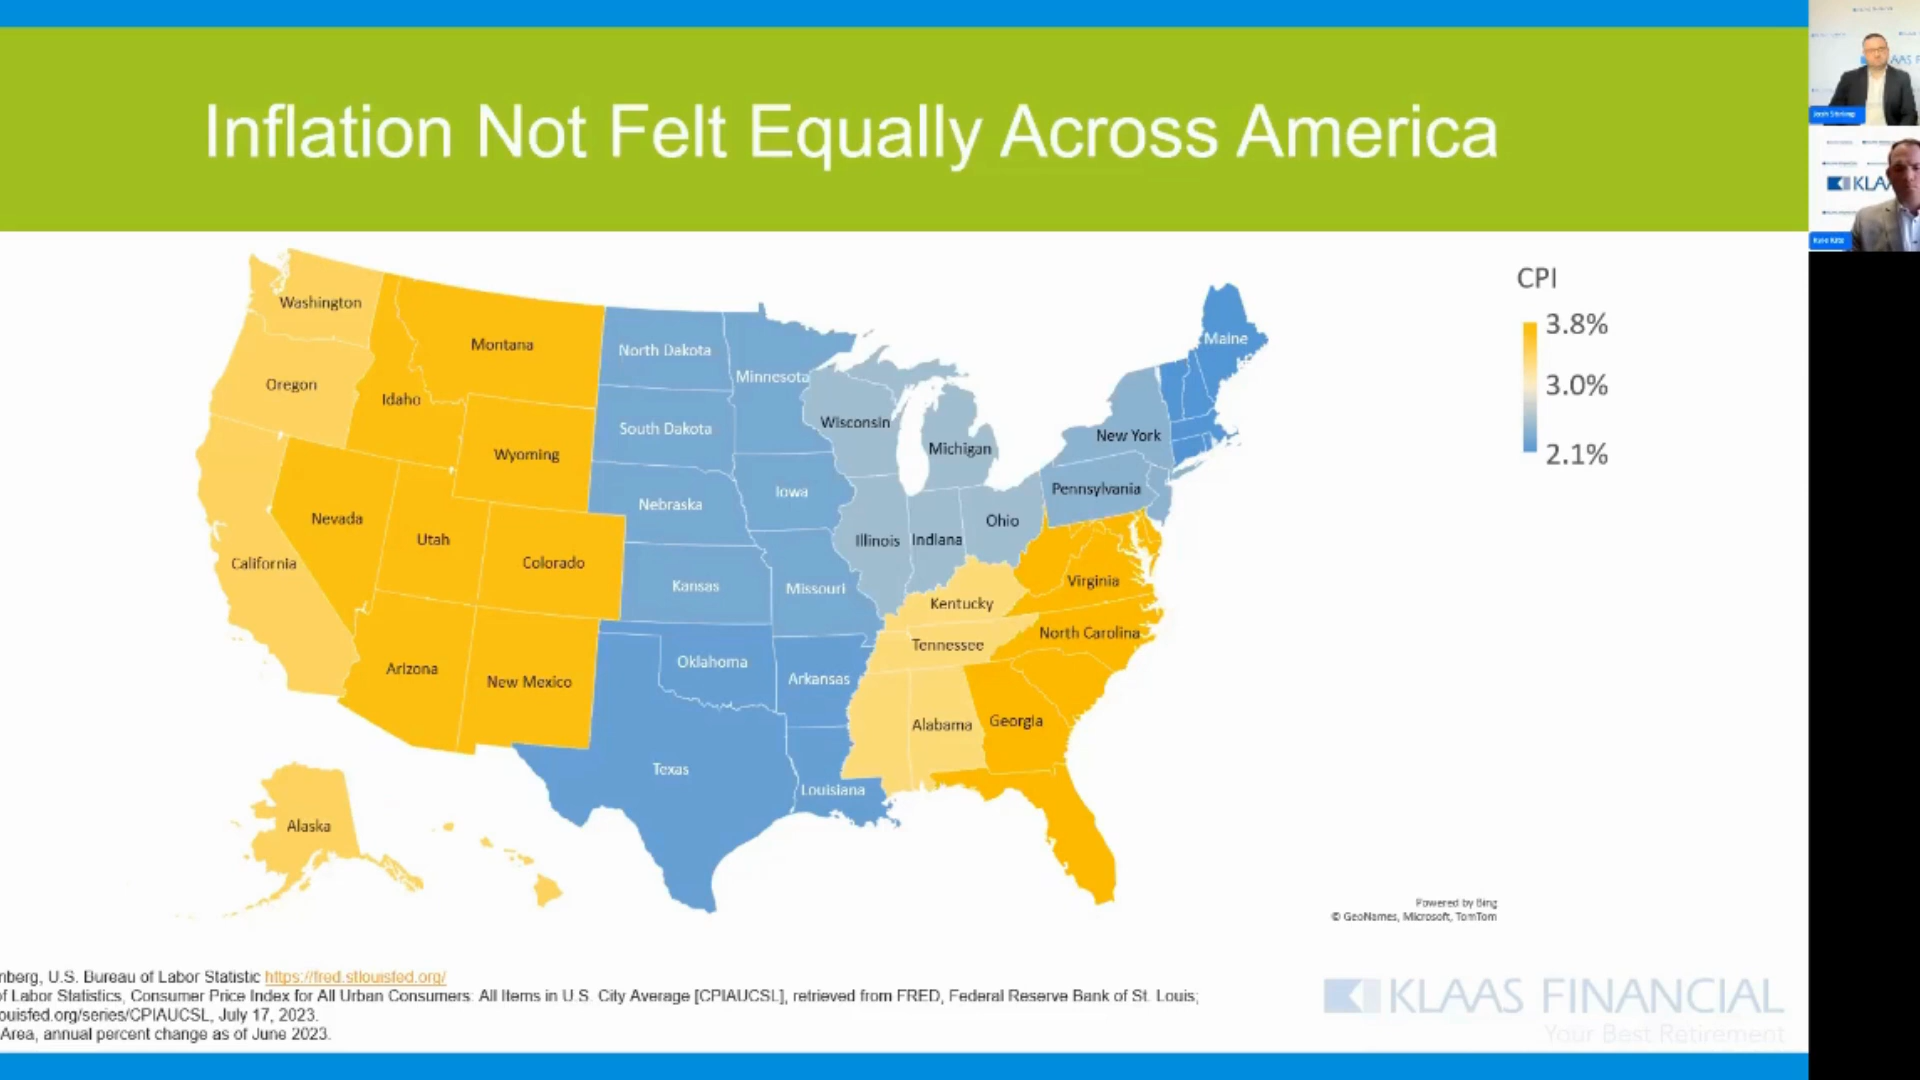 Inflation Not Felt Equally Across America
KLAAS FINANCIAL
CPI
3.8%
3.0%
2.1%
Washington
Oregon
Idaho
Montana
Wyoming
Nevada
Utah
Colorado
California
Arizona
New Mexico
North Dakota
South Dakota
Nebraska
Kansas
Oklahoma
Texas
Minnesota
Iowa
Missouri
Arkansas
Louisiana
Wisconsin
Michigan
Illinois
Indiana
Ohio
Kentucky
Tennessee
Alabama
Georgia
North Carolina
Virginia
Pennsylvania
New York
Maine
Alaska
Powered by Bing
© GeoNames, Microsoft, TomTom
nberg, U.S. Bureau of Labor Statistic https://fred.stlouisfed.org/
of Labor Statistics, Consumer Price Index for All Urban Consumers: All Items in U.S. City Average [CPIAUCSL], retrieved from FRED, Federal Reserve Bank of St. Louis;
ouisfed.org/series/CPIAUCSL, July 17, 2023.
Area, annual percent change as of June 2023.
KLAAS FINANCIAL
Your Best Retirement